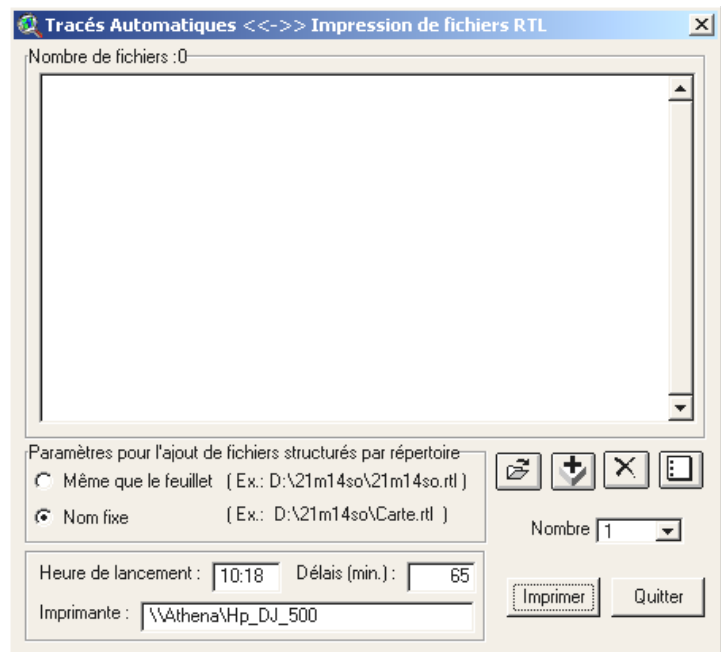 Tracés Automatiques <<->> Impression de fichiers RTL
Nombre de fichiers :0
Paramètres pour l'ajout de fichiers structurés par répertoire
Même que le feuillet ( Ex.: D:\21m14so\21m14so.rtl )
Nom fixe ( Ex.: D:\21m14so\Carte.rtl )
Nombre 1
Heure de lancement : 10:18 Délais (min.) : 65
Imprimante : \\Athena\Hp_DJ_500
Imprimer Quitter